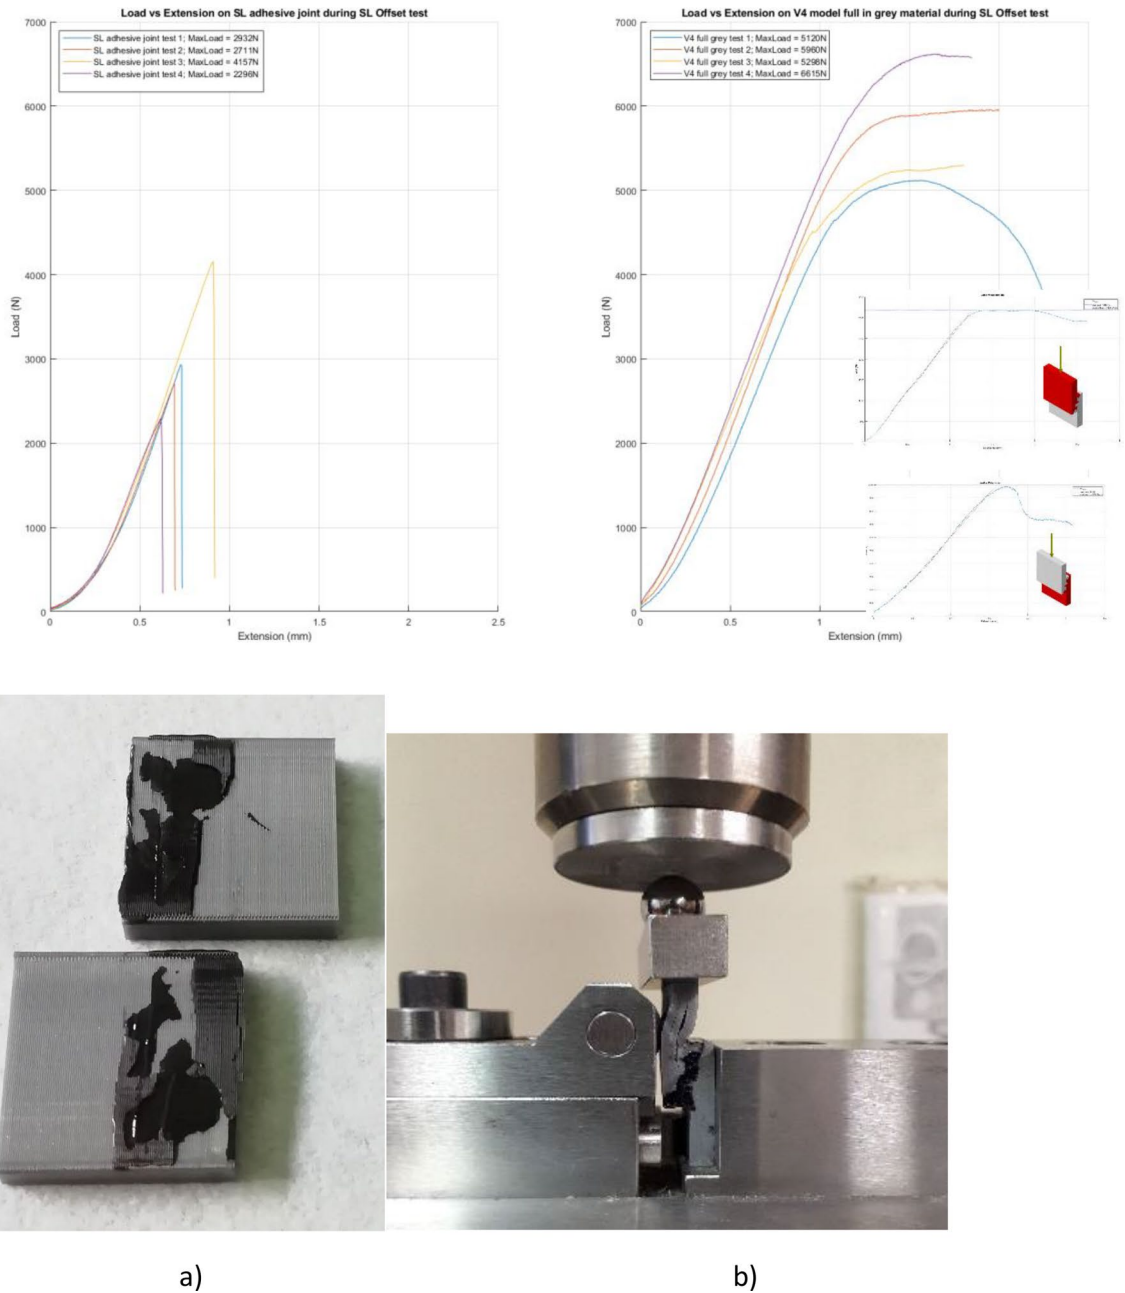 Load vs Extension on SL adhesive joint during SL Offset test
7000
6000
5000
4000
3000
2000
1000
0
Load (N)
SL adhesive joint test 1; MaxLoad = 2932N
SL adhesive joint test 2; MaxLoad = 2711N
SL adhesive joint test 3; MaxLoad = 4157N
SL adhesive joint test 4; MaxLoad = 2296N
0 0.5 1 1.5 2 2.5
Extension (mm)
Load vs Extension on V4 model full in grey material during SL Offset test
7000
6000
5000
4000
3000
2000
1000
0
Load (N)
V4 full grey test 1; MaxLoad = 5120N
V4 full grey test 2; MaxLoad = 5960N
V4 full grey test 3; MaxLoad = 5298N
V4 full grey test 4; MaxLoad = 6615N
0 0.5 1
Extension (mm)
a)
b)